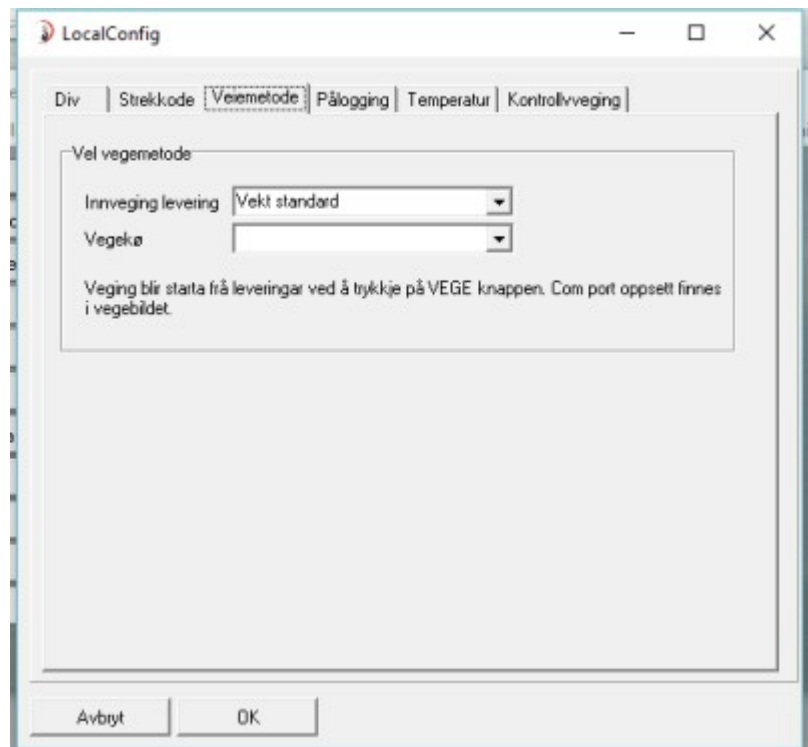 LocalConfig
Div Strekkode Veiemetode Pålogging Temperatur Kontrollvveging
Vel vegemetode
Innveging levering Vekt standard
Vegekø
Veging blir starta frå leveringar ved å trykkje på VEGE knappen. Com port oppsett finnes
i vegebildet.
Avbryt OK